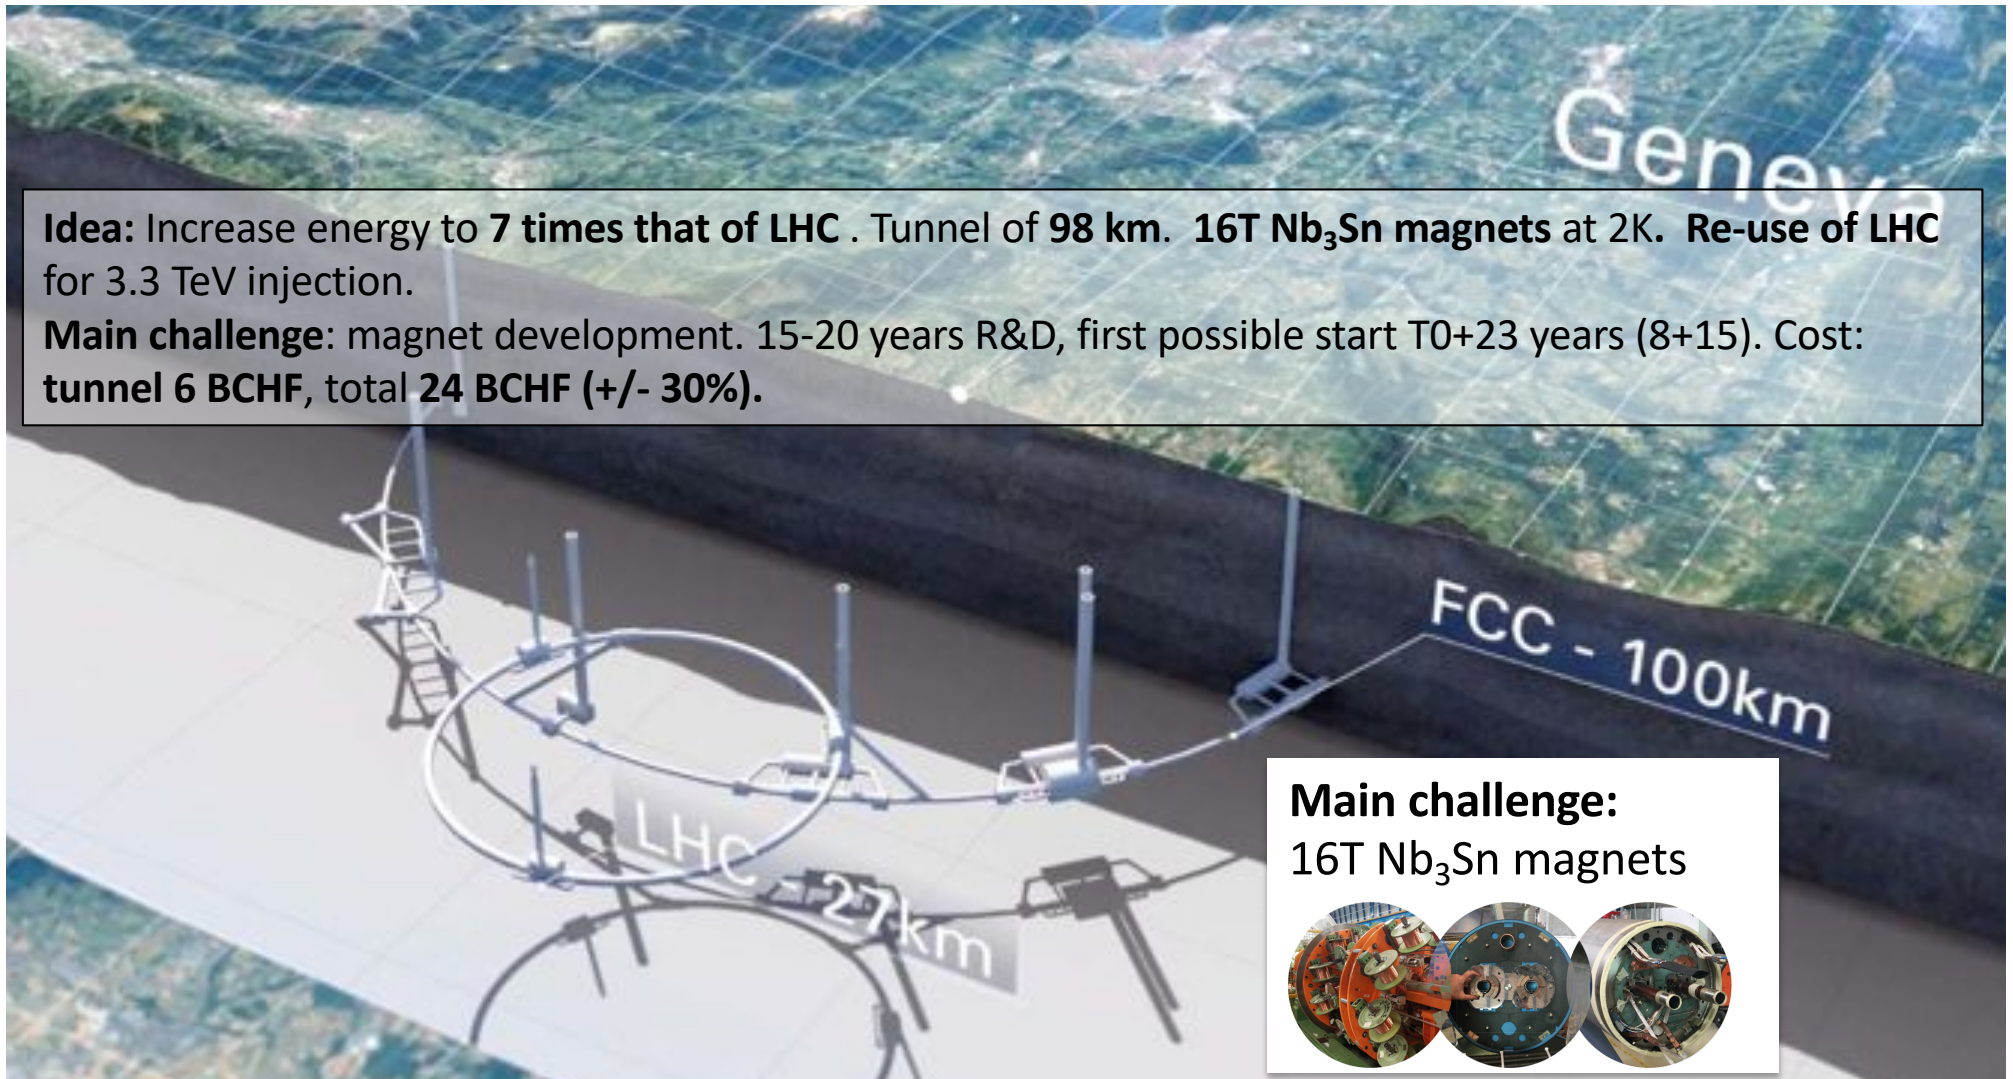 Geneva
Idea: Increase energy to 7 times that of LHC . Tunnel of 98 km. 16T Nb₃Sn magnets at 2K. Re-use of LHC
for 3.3 TeV injection.
Main challenge: magnet development. 15-20 years R&D, first possible start T0+23 years (8+15). Cost:
tunnel 6 BCHF, total 24 BCHF (+/- 30%).
FCC - 100km
LHC - 27km
Main challenge:
16T Nb₃Sn magnets